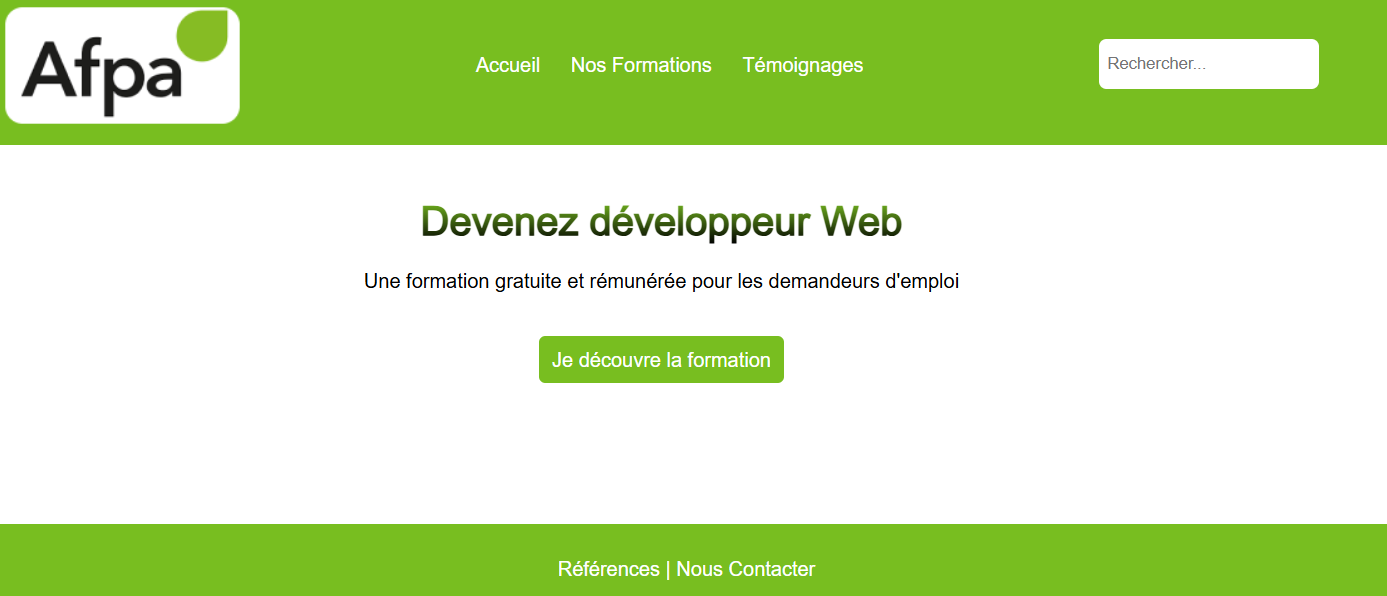 Afpa
Accueil Nos Formations Témoignages
Rechercher...
Devenez développeur Web
Une formation gratuite et rémunérée pour les demandeurs d'emploi
Je découvre la formation
Références | Nous Contacter